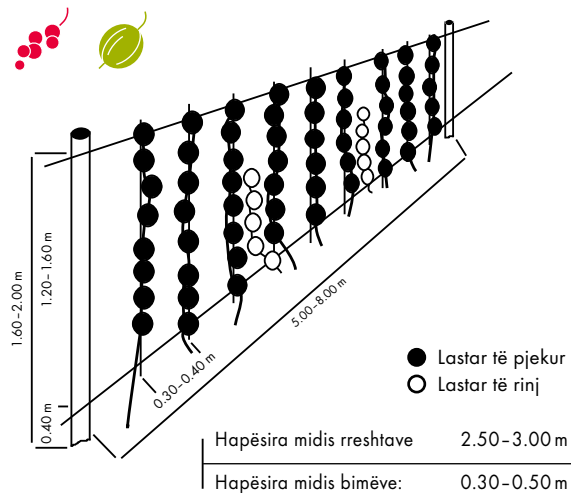 1.60–2.00 m
1.20–1.60 m
0.40 m
0.30–0.40 m
5.00–8.00 m
Lastar të pjekur
Lastar të rinj
Hapësira midis rreshtave 2.50–3.00 m
Hapësira midis bimëve: 0.30–0.50 m